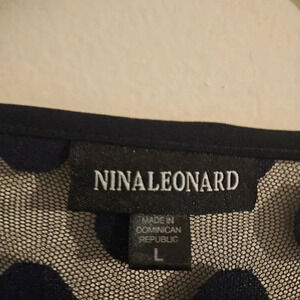 NINALEONARD
MADE IN
DOMINICAN
REPUBLIC
L